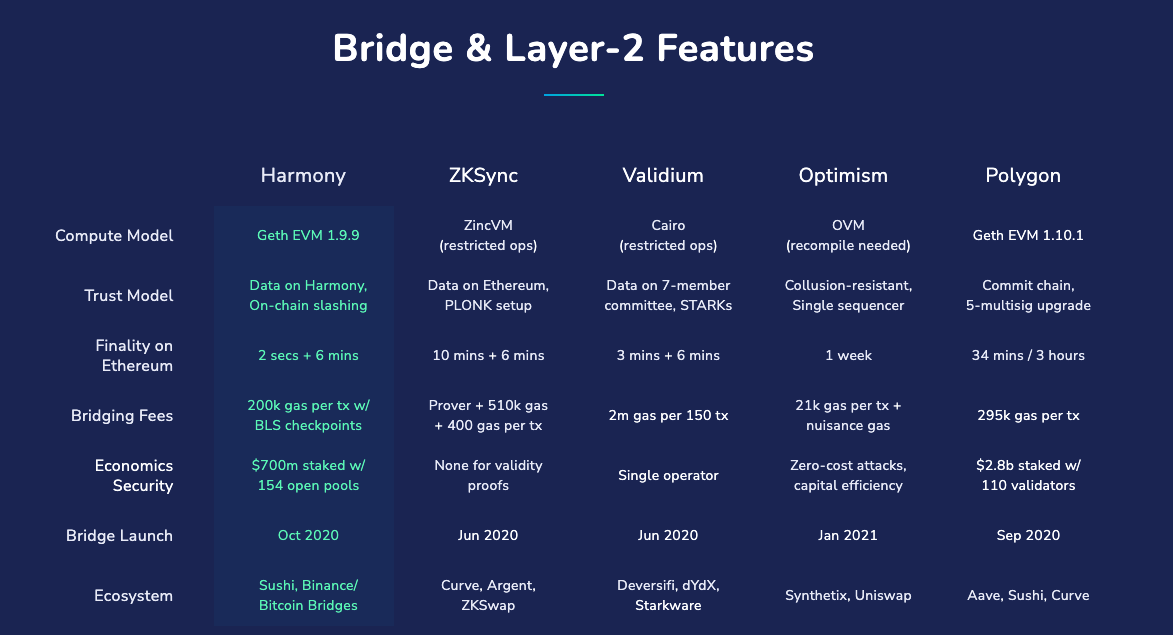 Bridge & Layer-2 Features
Harmony ZKSync Validium Optimism Polygon
Compute Model
Geth EVM 1.9.9
ZincVM
(restricted ops)
Cairo
(restricted ops)
OVM
(recompile needed)
Geth EVM 1.10.1
Trust Model
Data on Harmony,
On-chain slashing
Data on Ethereum,
PLONK setup
Data on 7-member
committee, STARKs
Collusion-resistant,
Single sequencer
Commit chain,
5-multisig upgrade
Finality on
Ethereum
2 secs + 6 mins
10 mins + 6 mins
3 mins + 6 mins
1 week
34 mins / 3 hours
Bridging Fees
200k gas per tx w/
BLS checkpoints
Prover + 510k gas
+ 400 gas per tx
2m gas per 150 tx
21k gas per tx +
nuisance gas
295k gas per tx
Economics
Security
$700m staked w/
154 open pools
None for validity
proofs
Single operator
Zero-cost attacks,
capital efficiency
$2.8b staked w/
110 validators
Bridge Launch
Oct 2020
Jun 2020
Jun 2020
Jan 2021
Sep 2020
Ecosystem
Sushi, Binance/
Bitcoin Bridges
Curve, Argent,
ZKSwap
Deversifi, dYdX,
Starkware
Synthetix, Uniswap
Aave, Sushi, Curve